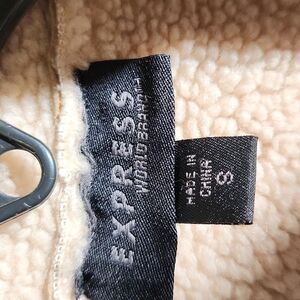 EXPRESS
WORLD BRAND
MADE IN
CHINA
S